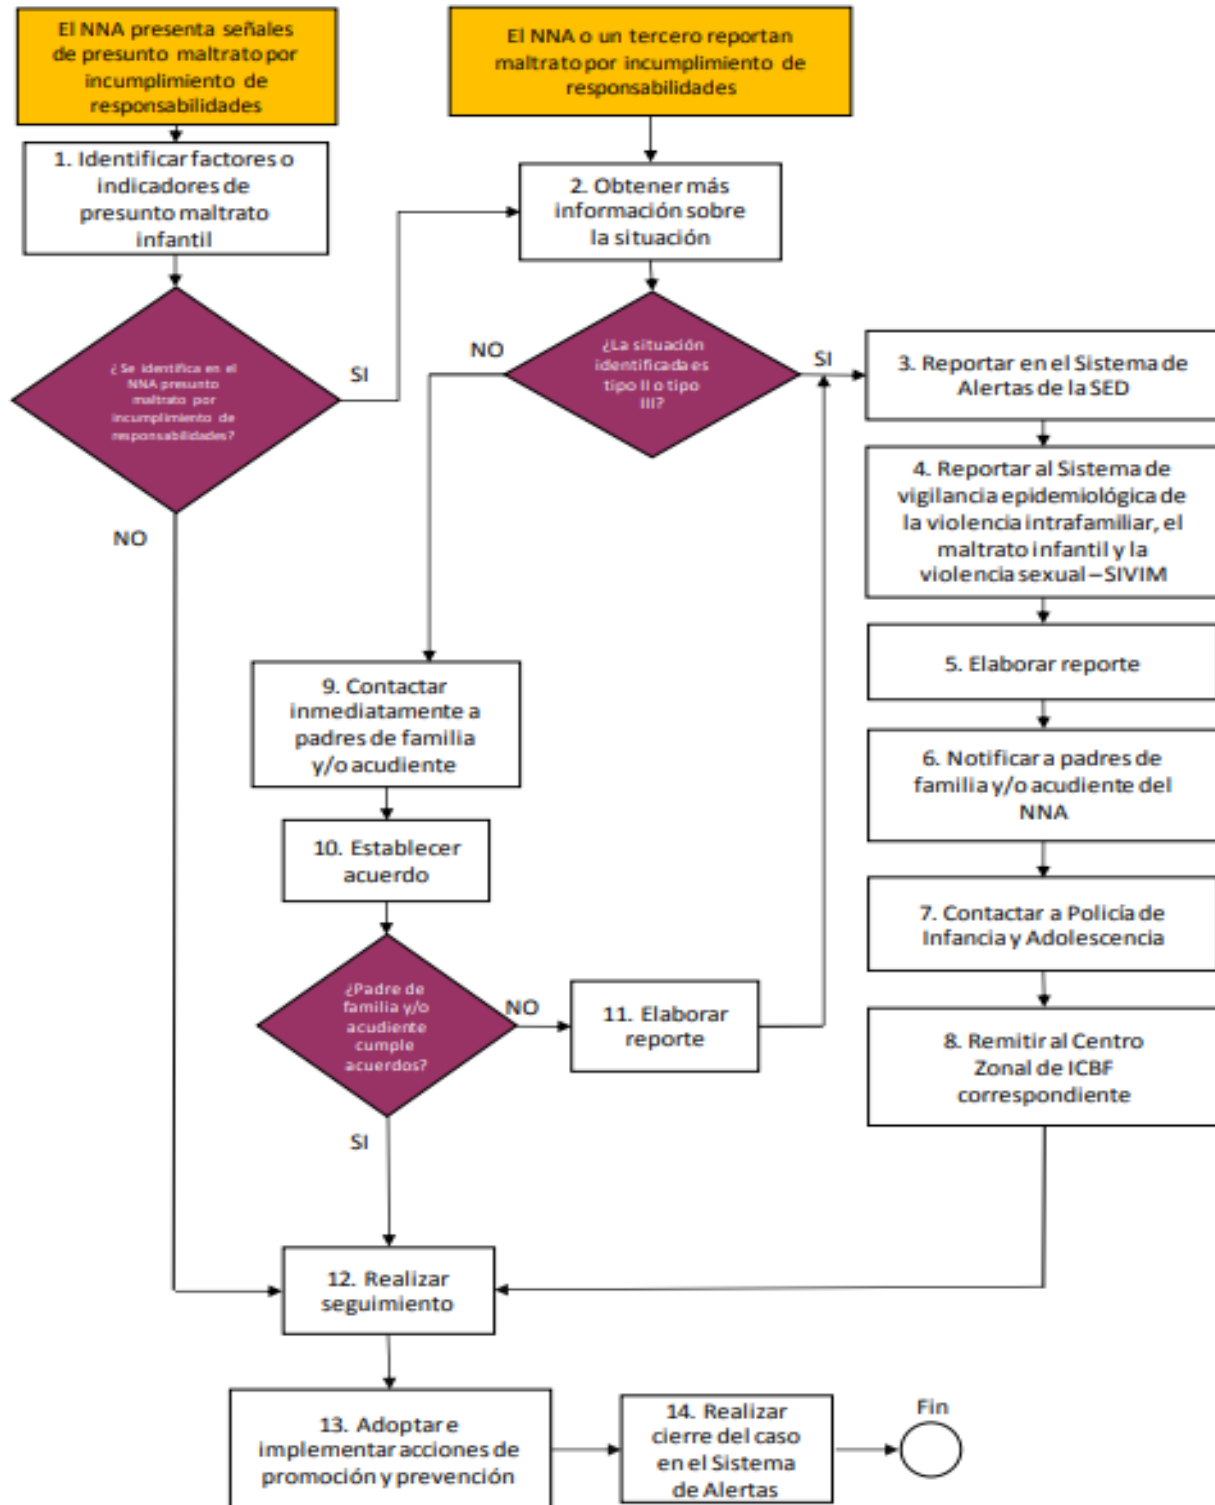 El NNA presenta señales
de presunto maltrato por
incumplimiento de
responsabilidades
El NNA o un tercero reportan
maltrato por incumplimiento de
responsabilidades
1. Identificar factores o
indicadores de
presunto maltrato
infantil
2. Obtener más
información sobre
la situación
¿Se identifica en el
NNA presunto
maltrato por
incumplimiento de
responsabilidades?
SI
NO
¿La situación
identificada es
tipo II o tipo
III?
NO
SI
3. Reportar en el Sistema de
Alertas de la SED
4. Reportar al Sistema de
vigilancia epidemiológica de
la violencia intrafamiliar, el
maltrato infantil y la
violencia sexual – SIVIM
5. Elaborar reporte
6. Notificar a padres de
familia y/o acudiente del
NNA
7. Contactar a Policía de
Infancia y Adolescencia
8. Remitir al Centro
Zonal de ICBF
correspondiente
9. Contactar
inmediatamente a
padres de familia
y/o acudiente
10. Establecer
acuerdo
¿Padre de
familia y/o
acudiente
cumple
acuerdos?
NO
SI
11. Elaborar
reporte
12. Realizar
seguimiento
13. Adoptar e
implementar acciones de
promoción y prevención
14. Realizar
cierre del caso
en el Sistema
de Alertas
Fin